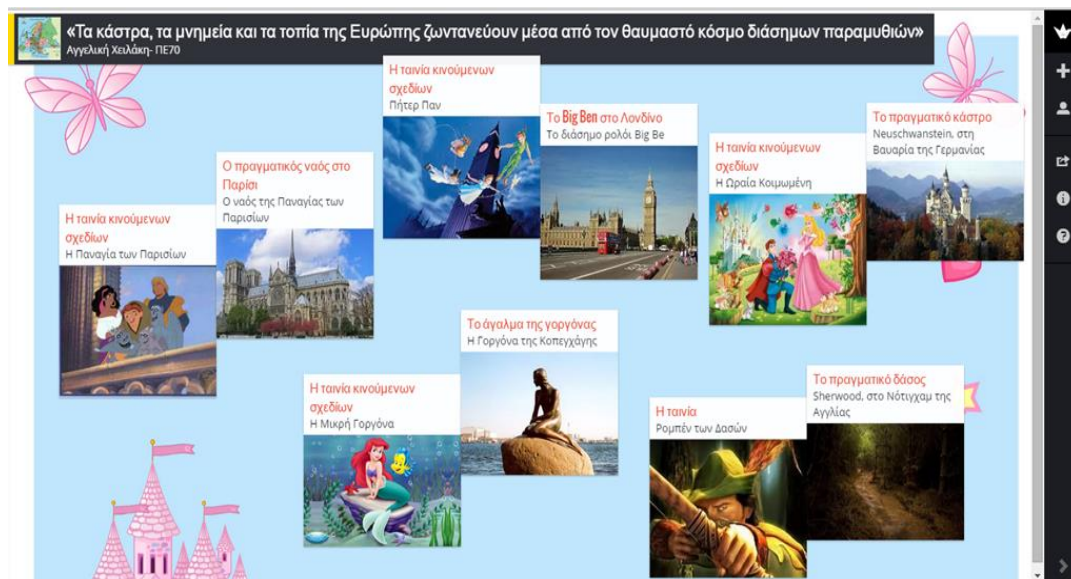 «Τα κάστρα, τα μνημεία και τα τοπία της Ευρώπης ζωντανεύουν μέσα από τον θαυμαστό κόσμο διάσημων παραμυθιών»
Αγγελική Χειλάκη- ΠΕ70
Η ταινία κινούμενων
σχεδίων
Η Παναγία των Παρισίων
Ο πραγματικός ναός στο
Παρίσι
Ο ναός της Παναγίας των
Παρισίων
Η ταινία κινούμενων
σχεδίων
Πήτερ Παν
Το Big Ben στο Λονδίνο
Το διάσημο ρολόι Big Be
Η ταινία κινούμενων
σχεδίων
Η Ωραία Κοιμωμένη
Το πραγματικό κάστρο
Neuschwanstein, στη
Βαυαρία της Γερμανίας
Η ταινία κινούμενων
σχεδίων
Η Μικρή Γοργόνα
Το άγαλμα της γοργόνας
Η Γοργόνα της Κοπεγχάγης
Η ταινία
Ρομπέν των Δασών
Το πραγματικό δάσος
Sherwood, στο Νότιγχαμ της
Αγγλίας